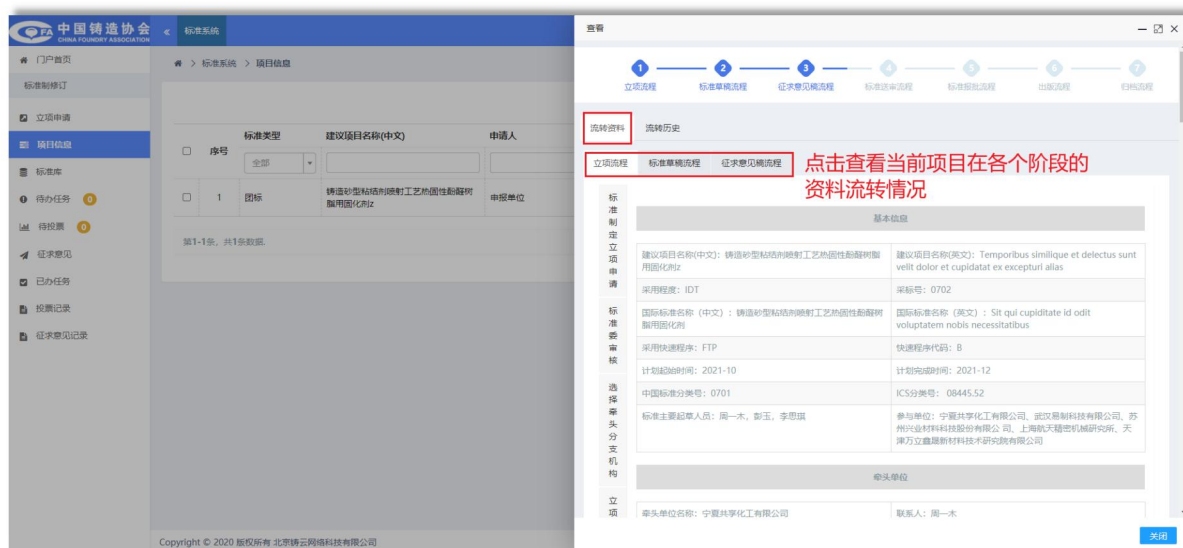 中国铸造协会
CHINA FOUNDRY ASSOCIATION
标准系统
门户首页
标准制修订
立项申请
项目信息
标准库
待办任务 0
待投票 0
征求意见
已办任务
投票记录
征求意见记录
标准系统 > 项目信息
序号 标准类型 建议项目名称(中文) 申请人
全部
1 团标 铸造砂型粘结剂喷射工艺热固性酚醛树脂用固化剂z 申报单位
第1-1条，共1条数据.
Copyright © 2020 版权所有 北京铸云网络科技有限公司
查看
1 2 3 4 5 6 7
立项流程 标准草稿流程 征求意见稿流程 标准送审流程 标准报批流程 出版流程 归档流程
流转资料 流转历史
立项流程 标准草稿流程 征求意见稿流程
点击查看当前项目在各个阶段的
资料流转情况
标准制定立项申请
标准委审核
选择牵头分支机构
立项
基本信息
建议项目名称(中文)：铸造砂型粘结剂喷射工艺热固性酚醛树脂
用固化剂z
建议项目名称(英文)：Temporibus similique et delectus sunt
velit dolor et cupidatat ex excepturi alias
采用程度：IDT
采标号：0702
国际标准名称（中文）：铸造砂型粘结剂喷射工艺热固性酚醛树
脂用固化剂
国际标准名称（英文）：Sit qui cupiditate id odit
voluptatem nobis necessitatibus
采用快速程序：FTP
快速程序代码：B
计划起始时间：2021-10
计划完成时间：2021-12
中国标准分类号：0701
ICS分类号： 08445.52
标准主要起草人员：周一木，彭玉，李思琪
参与单位：宁夏共享化工有限公司、武汉易制科技有限公司、苏
州兴业材料科技股份有限公 司、上海航天精密机械研究所、天
津万立鑫晟新材料技术研究院有限公司
牵头单位
牵头单位名称：宁夏共享化工有限公司
联系人：周一木
关闭